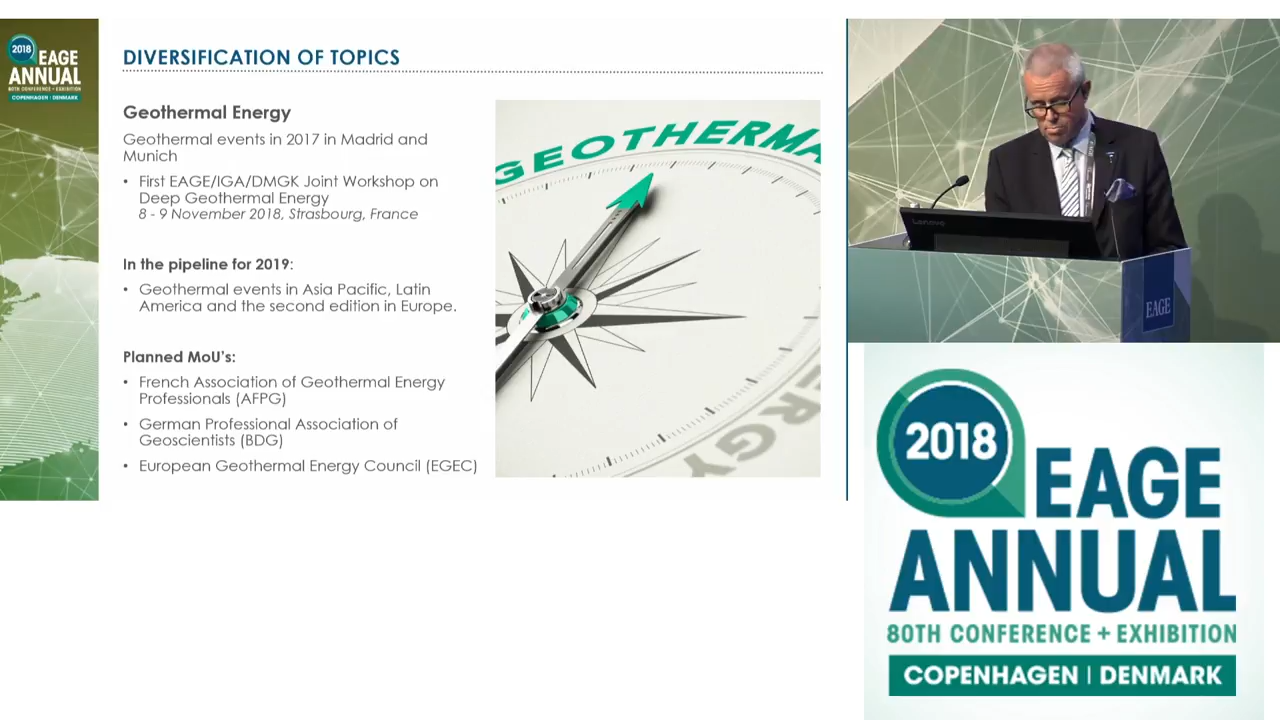 2018
EAGE
ANNUAL
80TH CONFERENCE + EXHIBITION
COPENHAGEN | DENMARK
DIVERSIFICATION OF TOPICS
Geothermal Energy
Geothermal events in 2017 in Madrid and
Munich
• First EAGE/IGA/DMGK Joint Workshop on
Deep Geothermal Energy
8 - 9 November 2018, Strasbourg, France
In the pipeline for 2019:
• Geothermal events in Asia Pacific, Latin
America and the second edition in Europe.
Planned MoU's:
• French Association of Geothermal Energy
Professionals (AFPG)
• German Professional Association of
Geoscientists (BDG)
• European Geothermal Energy Council (EGEC)
GEOTHERMA
ERGY
Lenovo
EAGE
2018
EAGE
ANNUAL
80TH CONFERENCE + EXHIBITION
COPENHAGEN | DENMARK